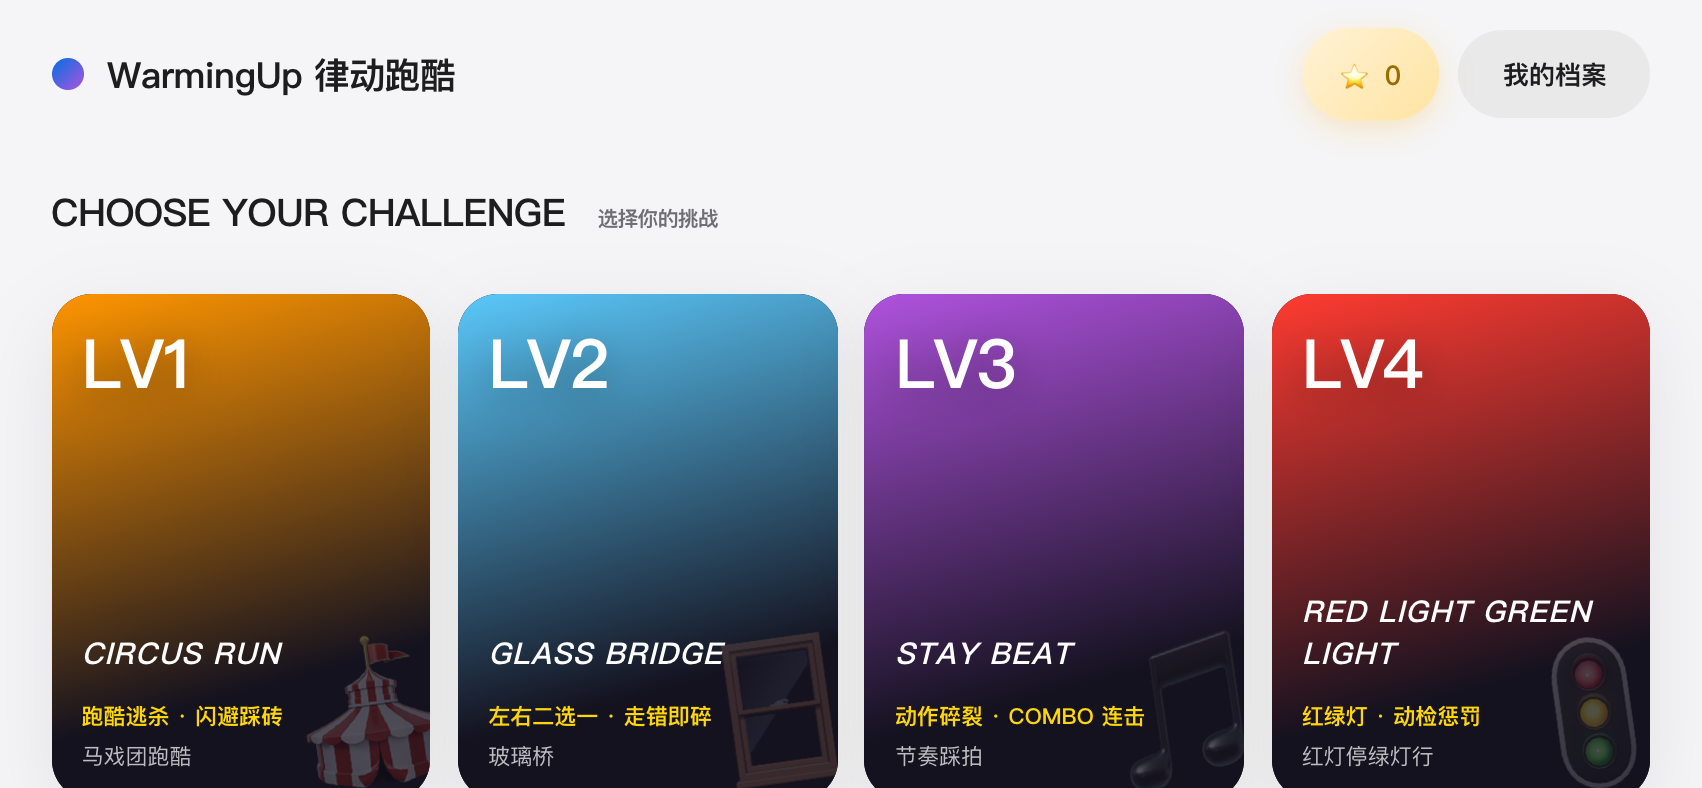 WarmingUp 律动跑酷
0
我的档案
CHOOSE YOUR CHALLENGE 选择你的挑战
LV1
CIRCUS RUN
跑酷逃杀 · 闪避踩砖
马戏团跑酷
LV2
GLASS BRIDGE
左右二选一 · 走错即碎
玻璃桥
LV3
STAY BEAT
动作碎裂 · COMBO 连击
节奏踩拍
LV4
RED LIGHT GREEN
LIGHT
红绿灯 · 动检惩罚
红灯停绿灯行